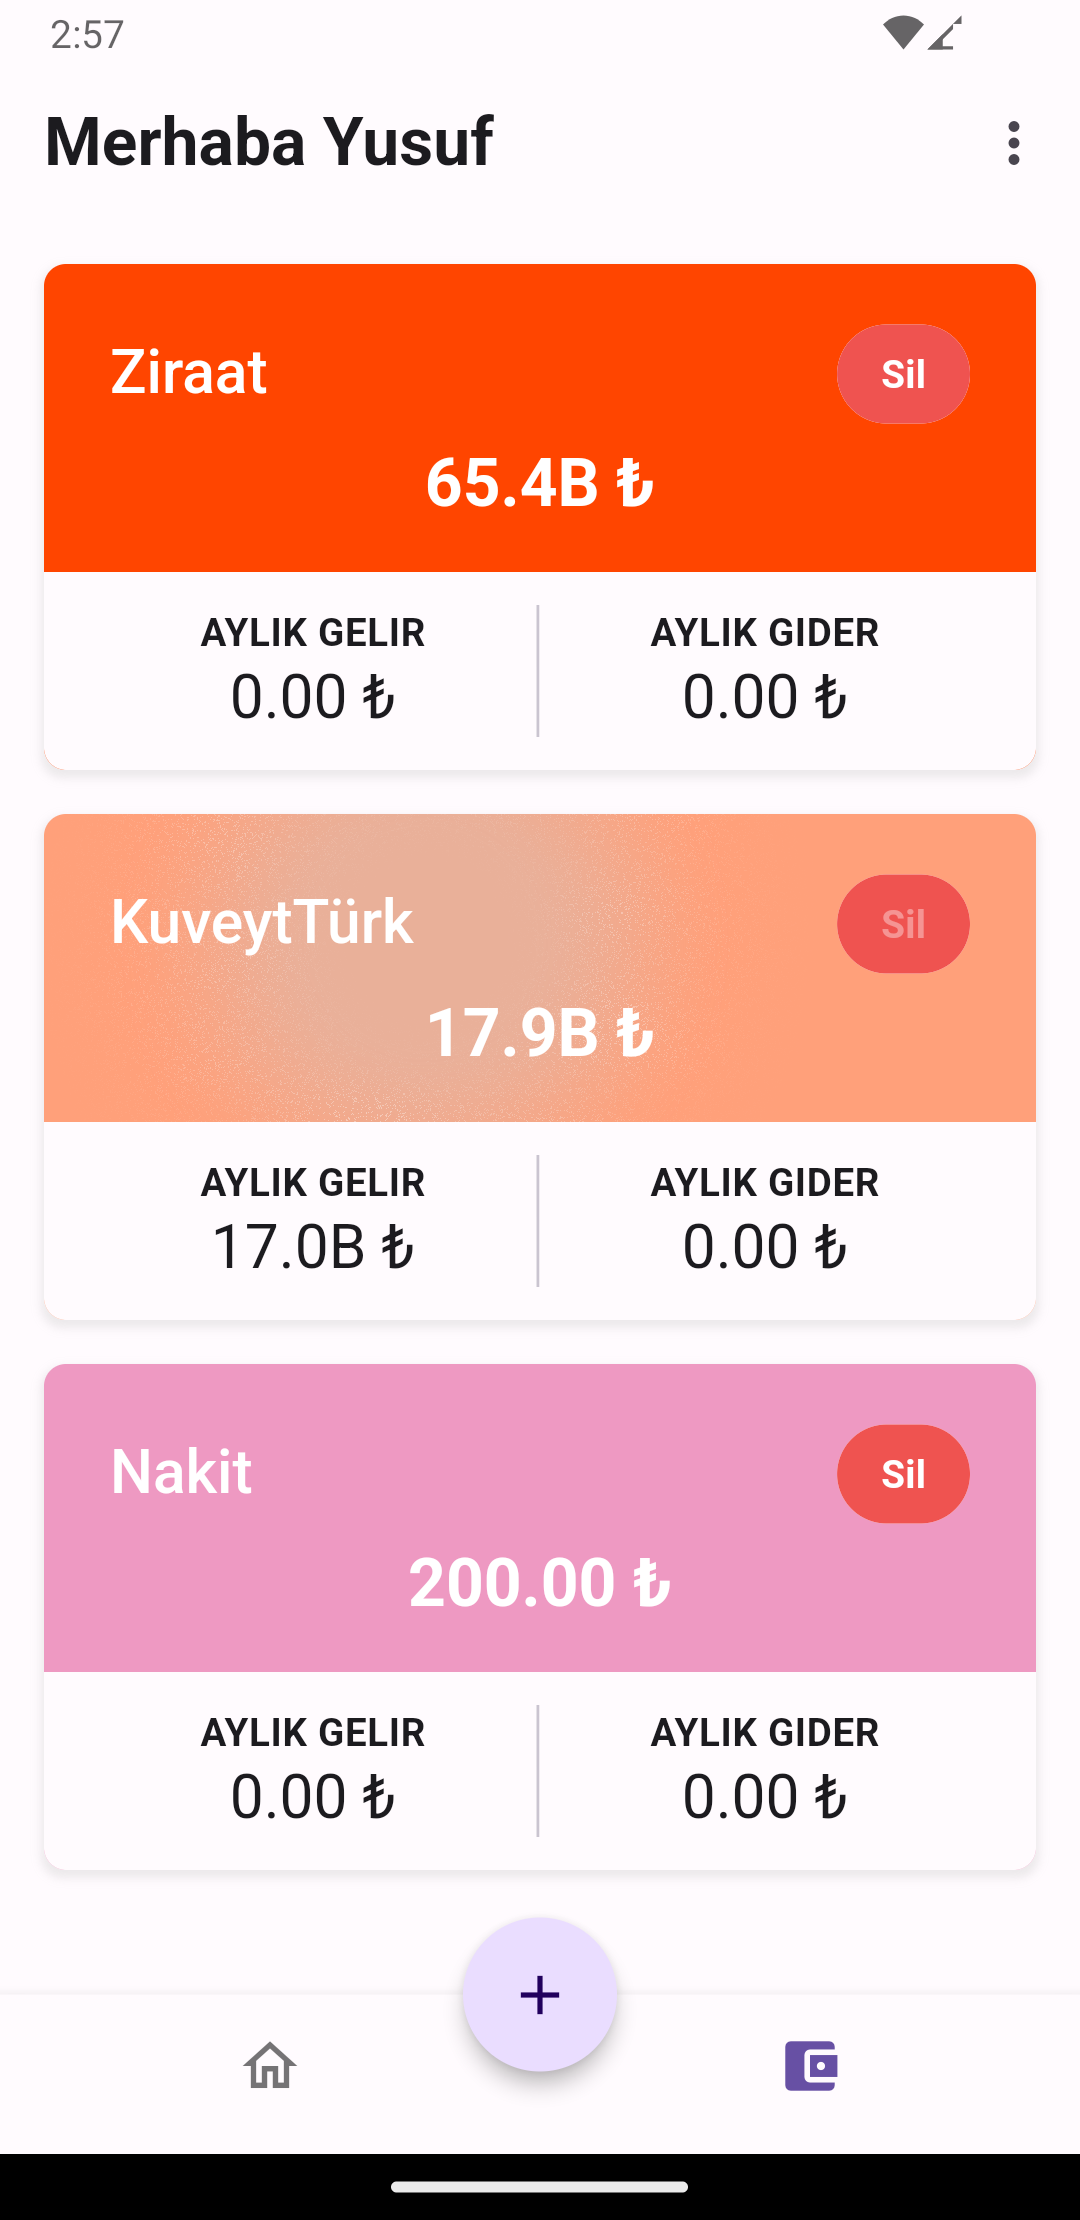 2:57
Merhaba Yusuf
Ziraat
Sil
65.4B ₺
AYLIK GELIR
AYLIK GIDER
0.00 ₺
0.00 ₺
KuveytTürk
Sil
17.9B ₺
AYLIK GELIR
AYLIK GIDER
17.0B ₺
0.00 ₺
Nakit
Sil
200.00 ₺
AYLIK GELIR
AYLIK GIDER
0.00 ₺
0.00 ₺